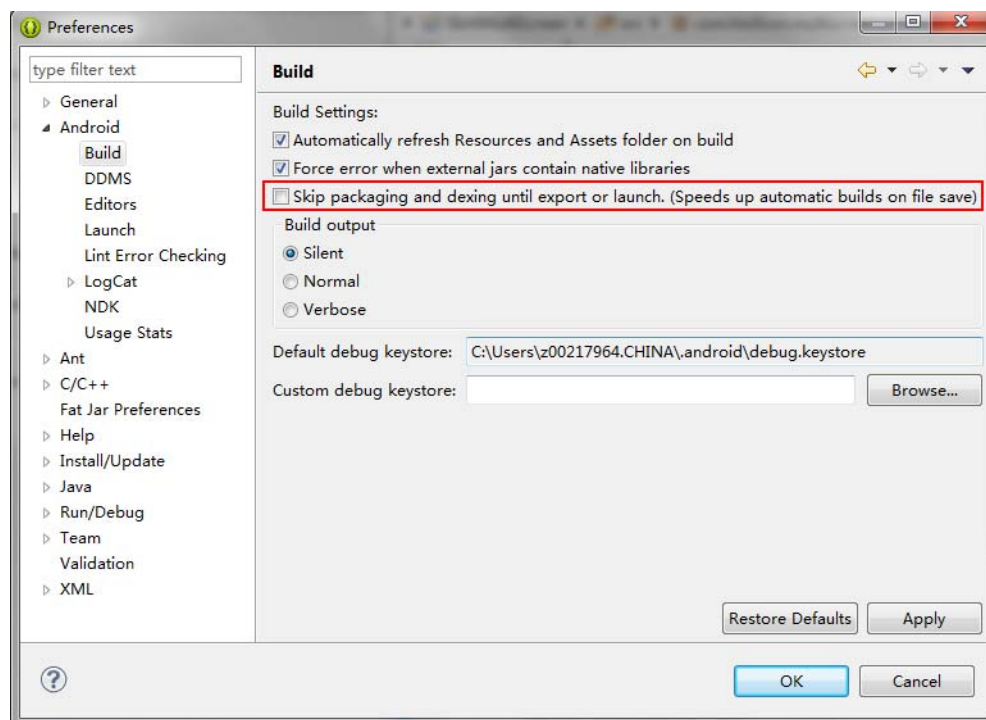 Preferences
type filter text
General
Android
Build
DDMS
Editors
Launch
Lint Error Checking
LogCat
NDK
Usage Stats
Ant
C/C++
Fat Jar Preferences
Help
Install/Update
Java
Run/Debug
Team
Validation
XML
Build
Build Settings:
Automatically refresh Resources and Assets folder on build
Force error when external jars contain native libraries
Skip packaging and dexing until export or launch. (Speeds up automatic builds on file save)
Build output
Silent
Normal
Verbose
Default debug keystore: C:\Users\z00217964.CHINA\.android\debug.keystore
Custom debug keystore: Browse...
Restore Defaults Apply
? OK Cancel